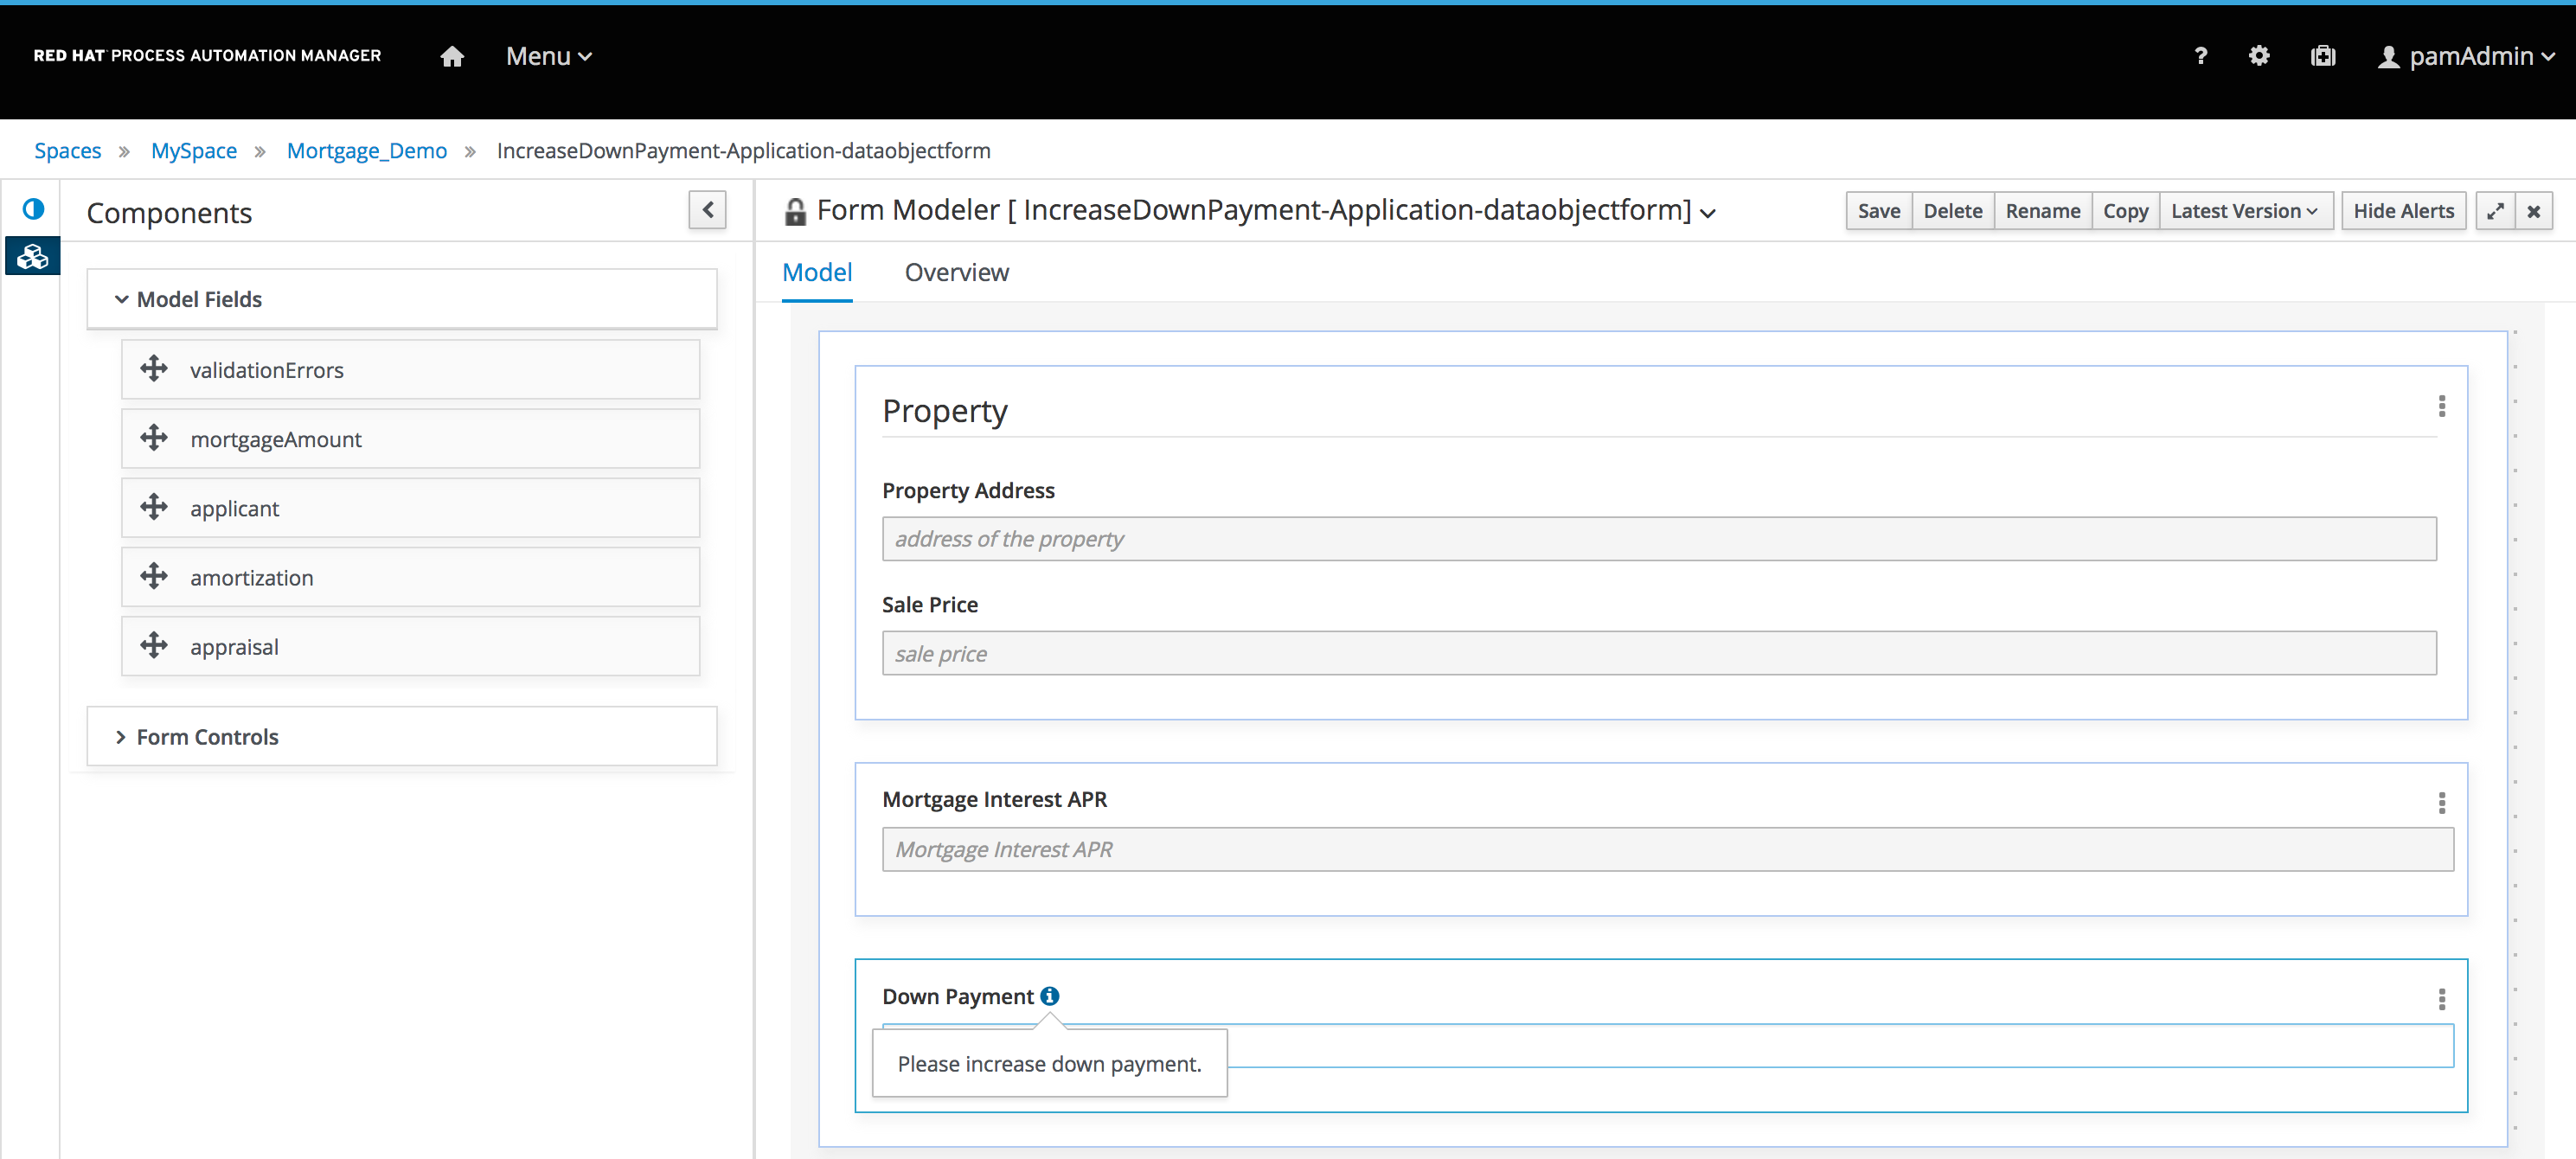 RED HAT PROCESS AUTOMATION MANAGER Menu ? pamAdmin
Spaces » MySpace » Mortgage_Demo » IncreaseDownPayment-Application-dataobjectform
Components
Model Fields
validationErrors
mortgageAmount
applicant
amortization
appraisal
Form Controls
Form Modeler [ IncreaseDownPayment-Application-dataobjectform]
Save Delete Rename Copy Latest Version Hide Alerts
Model Overview
Property
Property Address
address of the property
Sale Price
sale price
Mortgage Interest APR
Mortgage Interest APR
Down Payment
Please increase down payment.